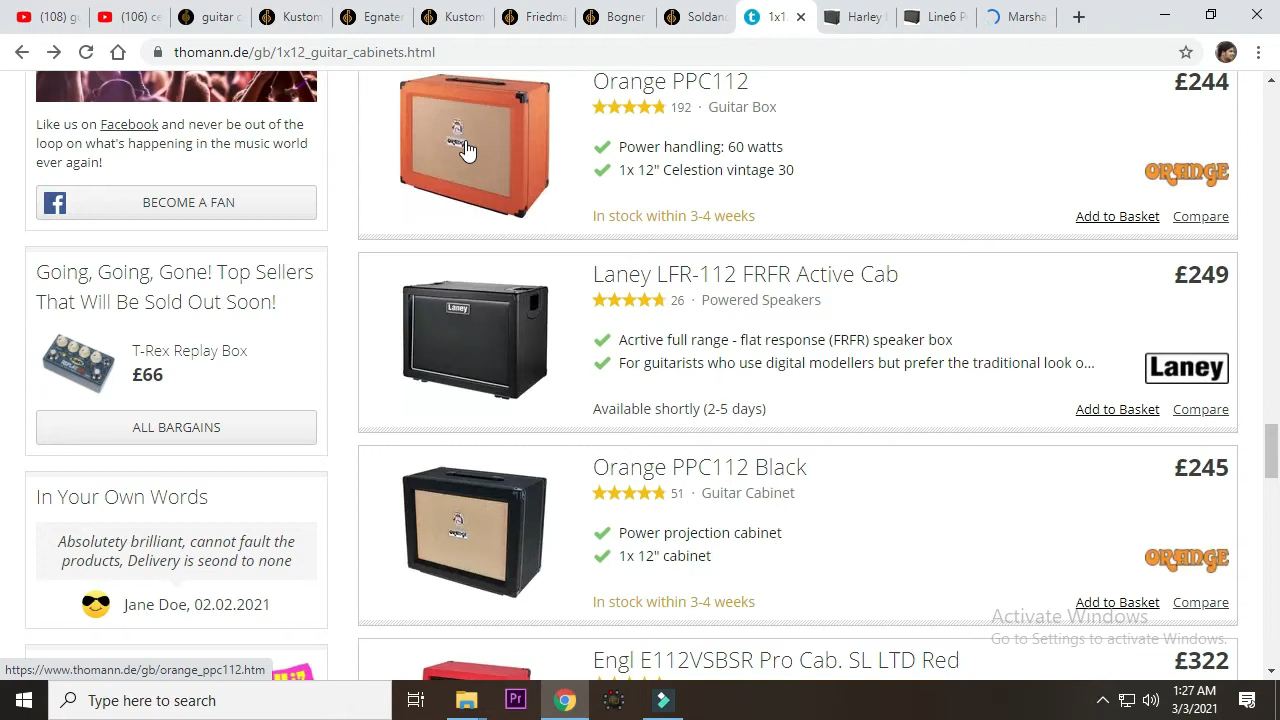 (108) g
(106) c
guitar c
Kustom
Egnater
Kustom
Friedma
Bogner
Soldan
1x1
Harley
Line6 P
Marsha
thomann.de/gb/1x12_guitar_cabinets.html
Like us on Facebook and never be out of the
loop on what's happening in the music world
ever again!
BECOME A FAN
Going, Going, Gone! Top Sellers
That Will Be Sold Out Soon!
T-Rex Replay Box
£66
ALL BARGAINS
In Your Own Words
Absolutety brilliant, cannot fault the
products, Delivery is seond to none
Jane Doe, 02.02.2021
Orange PPC112
£244
192 · Guitar Box
Power handling: 60 watts
1x 12" Celestion vintage 30
ORANGE
In stock within 3-4 weeks
Add to Basket Compare
Laney LFR-112 FRFR Active Cab
£249
26 · Powered Speakers
Acrtive full range - flat response (FRFR) speaker box
For guitarists who use digital modellers but prefer the traditional look o...
LANEY
Laney
Available shortly (2-5 days)
Add to Basket Compare
Orange PPC112 Black
£245
51 · Guitar Cabinet
Power projection cabinet
1x 12" cabinet
ORANGE
In stock within 3-4 weeks
Add to Basket Compare
Activate Windows
Go to Settings to activate Windows.
Engl E112VSBSR Pro Cab. SL LTD Red
£322
https://www.thomann.de/gb/orange_ppc112.htm
Type here to search
Pr
1:27 AM
3/3/2021